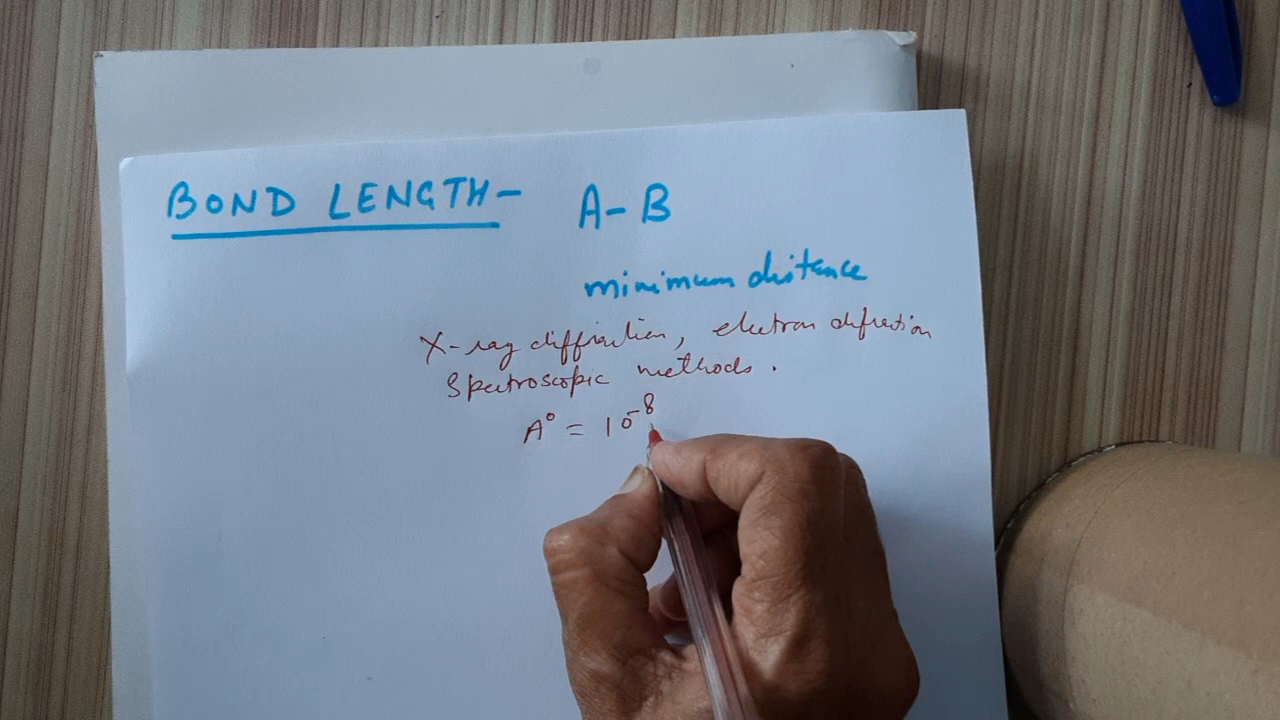 BOND LENGTH- A-B
minimum distance
X-ray diffraction, electron diffraction
Spectroscopic methods.
A° = 10⁻⁸